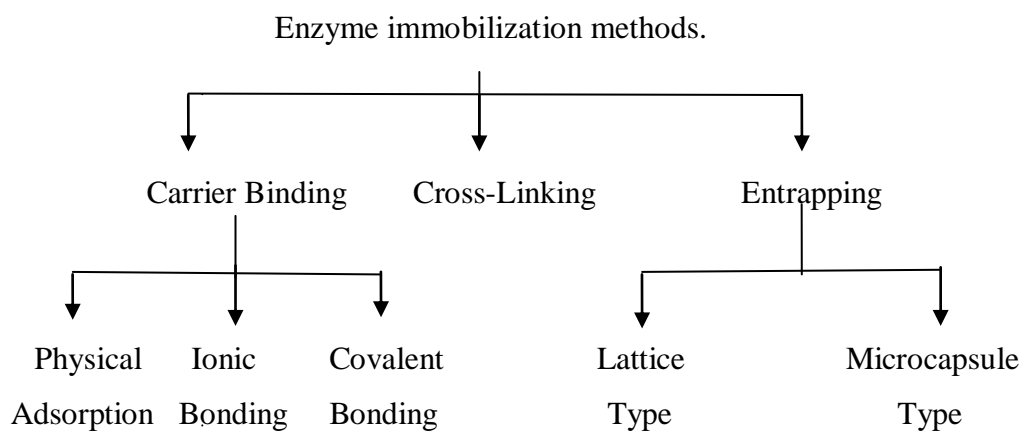 Enzyme immobilization methods.
Carrier Binding
Cross-Linking
Entrapping
Physical
Adsorption
Ionic
Bonding
Covalent
Bonding
Lattice
Type
Microcapsule
Type